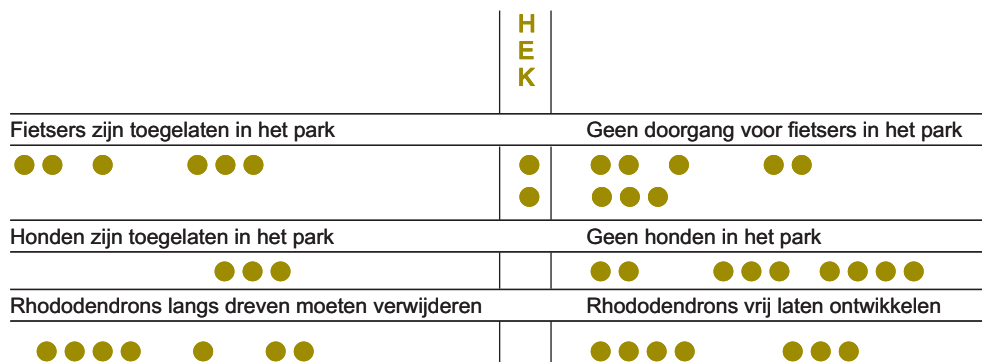 H
E
K
Fietsers zijn toegelaten in het park
Geen doorgang voor fietsers in het park
Honden zijn toegelaten in het park
Geen honden in het park
Rhododendrons langs dreven moeten verwijderen
Rhododendrons vrij laten ontwikkelen